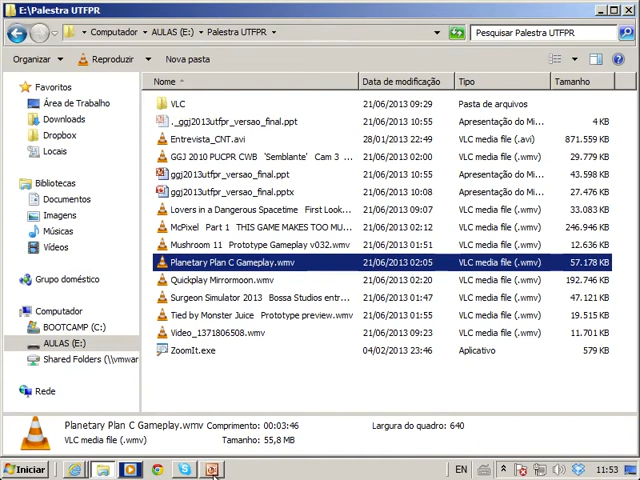 E:\Palestra UTFPR
Computador ▸ AULAS (E:) ▸ Palestra UTFPR ▸
Pesquisar Palestra UTFPR
Organizar Reproduzir Nova pasta
Nome Data de modificação Tipo Tamanho
Favoritos
Área de Trabalho
Downloads
Dropbox
Locais
Bibliotecas
Documentos
Imagens
Músicas
Vídeos
Grupo doméstico
Computador
BOOTCAMP (C:)
AULAS (E:)
Shared Folders (\\vmwar
Rede
VLC 21/06/2013 09:29 Pasta de arquivos
._ggj2013utfpr_versao_final.ppt 21/06/2013 10:55 Apresentação do Mi... 4 KB
Entrevista_CNT.avi 28/01/2013 22:49 VLC media file (.avi) 871.559 KB
GGJ 2010 PUCPR CWB 'Semblante' Cam 3 ... 21/06/2013 02:00 VLC media file (.wmv) 29.779 KB
ggj2013utfpr_versao_final.ppt 21/06/2013 10:55 Apresentação do Mi... 43.598 KB
ggj2013utfpr_versao_final.pptx 21/06/2013 10:08 Apresentação do Mi... 27.476 KB
Lovers in a Dangerous Spacetime First Look... 21/06/2013 09:07 VLC media file (.wmv) 33.083 KB
McPixel Part 1 THIS GAME MAKES TOO MU... 21/06/2013 02:12 VLC media file (.wmv) 246.946 KB
Mushroom 11 Prototype Gameplay v032.wmv 21/06/2013 01:51 VLC media file (.wmv) 12.636 KB
Planetary Plan C Gameplay.wmv 21/06/2013 02:05 VLC media file (.wmv) 57.178 KB
Quickplay Mirrormoon.wmv 21/06/2013 02:20 VLC media file (.wmv) 192.746 KB
Surgeon Simulator 2013 Bossa Studios entr... 21/06/2013 01:47 VLC media file (.wmv) 47.121 KB
Tied by Monster Juice Prototype preview.wmv 21/06/2013 01:55 VLC media file (.wmv) 19.515 KB
Video_1371806508.wmv 21/06/2013 09:23 VLC media file (.wmv) 11.701 KB
ZoomIt.exe 04/02/2013 23:46 Aplicativo 579 KB
Planetary Plan C Gameplay.wmv Comprimento: 00:03:46 Largura do quadro: 640
VLC media file (.wmv) Tamanho: 55,8 MB
Iniciar EN 11:53